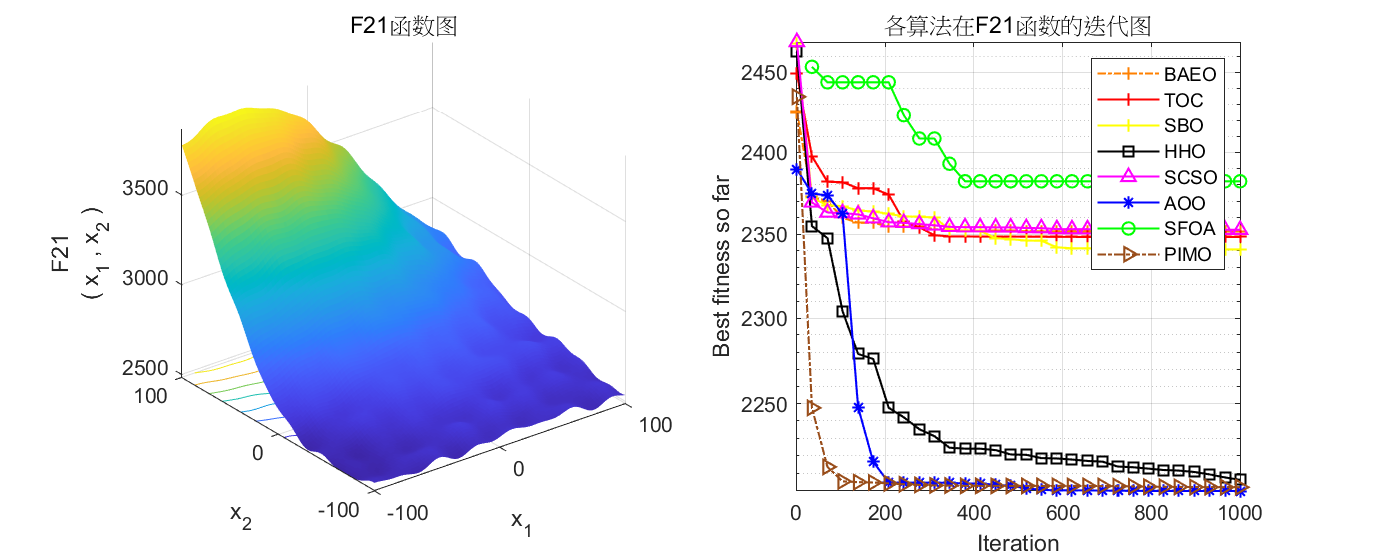 F21函数图
3500
3000
2500
F21
( x1 , x2 )
100
0
-100
x2
-100
0
100
x1
各算法在F21函数的迭代图
2450
2400
2350
2300
2250
Best fitness so far
0
200
400
600
800
1000
Iteration
BAEO
TOC
SBO
HHO
SCSO
AOO
SFOA
PIMO